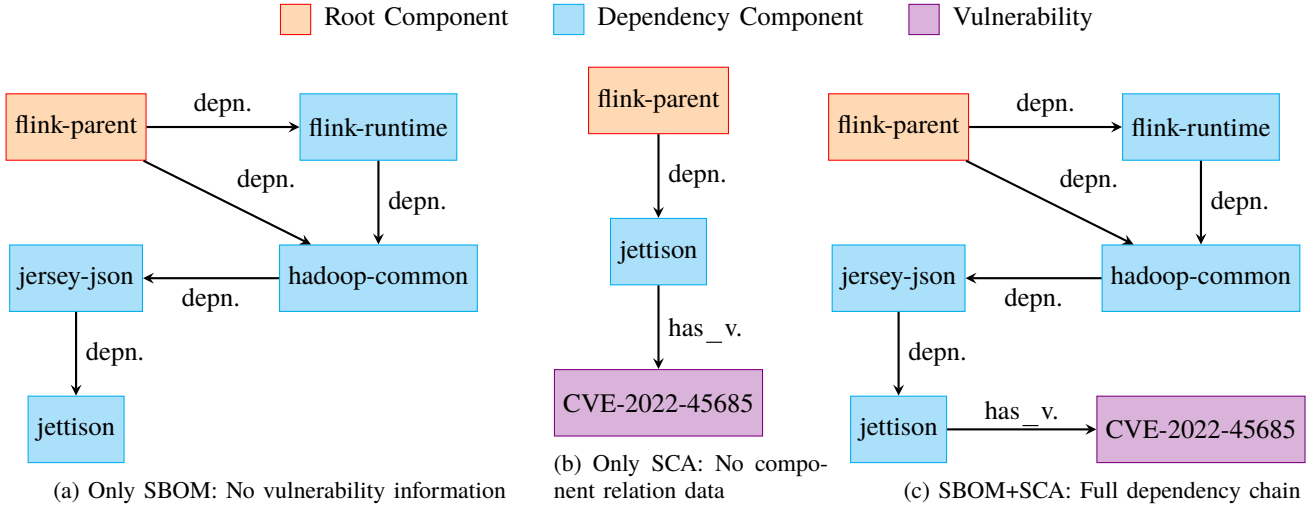 Root Component
Dependency Component
Vulnerability
flink-parent
depn.
flink-runtime
depn.
depn.
jersey-json
depn.
hadoop-common
depn.
jettison
(a) Only SBOM: No vulnerability information
flink-parent
depn.
jettison
has_v.
CVE-2022-45685
(b) Only SCA: No compo-
nent relation data
flink-parent
depn.
flink-runtime
depn.
depn.
jersey-json
depn.
hadoop-common
depn.
jettison
has_v.
CVE-2022-45685
(c) SBOM+SCA: Full dependency chain